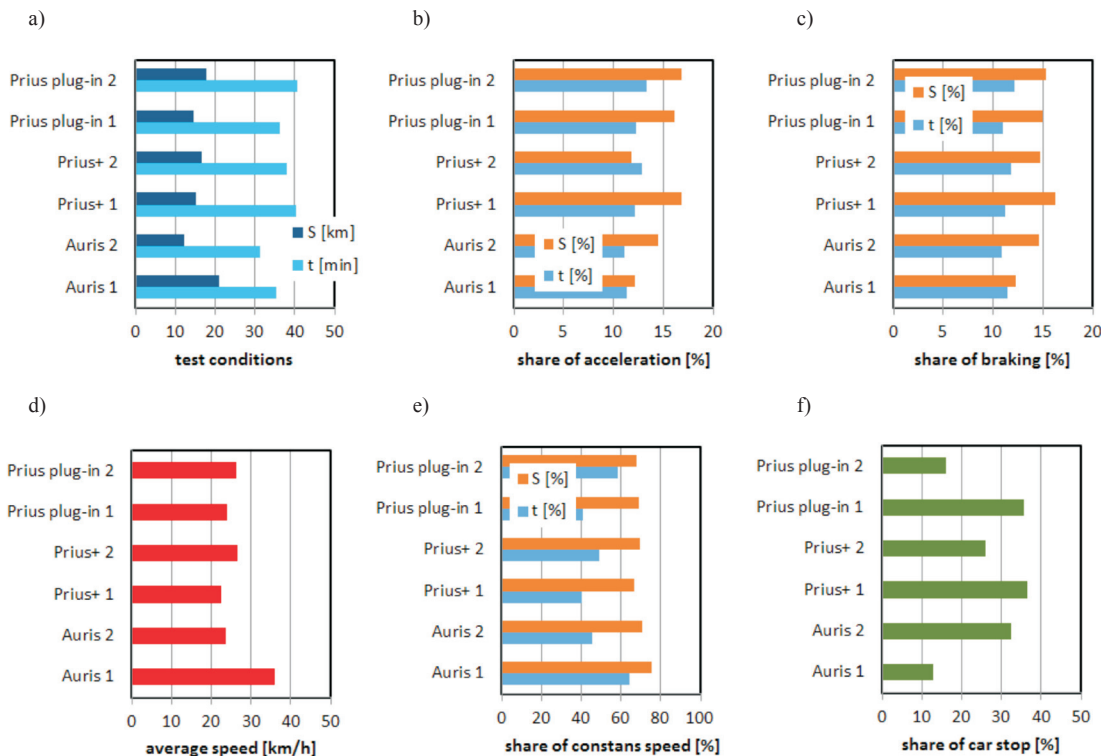 a)
Prius plug-in 2
Prius plug-in 1
Prius+ 2
Prius+ 1
Auris 2
Auris 1
S [km]
t [min]
0 10 20 30 40 50
test conditions
b)
Prius plug-in 2
Prius plug-in 1
Prius+ 2
Prius+ 1
Auris 2
Auris 1
S [%]
t [%]
0 5 10 15 20
share of acceleration [%]
c)
Prius plug-in 2
Prius plug-in 1
Prius+ 2
Prius+ 1
Auris 2
Auris 1
S [%]
t [%]
0 5 10 15 20
share of braking [%]
d)
Prius plug-in 2
Prius plug-in 1
Prius+ 2
Prius+ 1
Auris 2
Auris 1
0 10 20 30 40 50
average speed [km/h]
e)
Prius plug-in 2
Prius plug-in 1
Prius+ 2
Prius+ 1
Auris 2
Auris 1
S [%]
t [%]
0 20 40 60 80 100
share of constans speed [%]
f)
Prius plug-in 2
Prius plug-in 1
Prius+ 2
Prius+ 1
Auris 2
Auris 1
0 10 20 30 40 50
share of car stop [%]